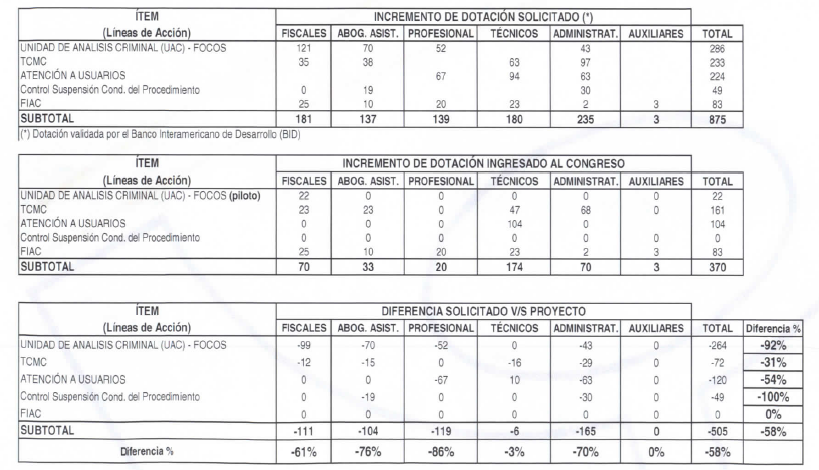 ÍTEM INCREMENTO DE DOTACIÓN SOLICITADO (*)
(Líneas de Acción) FISCALES ABOG. ASIST. PROFESIONAL TÉCNICOS ADMINISTRAT. AUXILIARES TOTAL
UNIDAD DE ANALISIS CRIMINAL (UAC) - FOCOS 121 70 52 43 286
TCMC 35 38 63 97 233
ATENCIÓN A USUARIOS 67 94 63 224
Control Suspensión Cond. del Procedimiento 0 19 30 49
FIAC 25 10 20 23 2 3 83
SUBTOTAL 181 137 139 180 235 3 875
(*) Dotación validada por el Banco Interamericano de Desarrollo (BID)
ÍTEM INCREMENTO DE DOTACIÓN INGRESADO AL CONGRESO
(Líneas de Acción) FISCALES ABOG. ASIST. PROFESIONAL TÉCNICOS ADMINISTRAT. AUXILIARES TOTAL
UNIDAD DE ANALISIS CRIMINAL (UAC) - FOCOS (piloto) 22 0 0 0 0 0 22
TCMC 23 23 0 47 68 0 161
ATENCIÓN A USUARIOS 0 0 0 104 0 0 104
Control Suspensión Cond. del Procedimiento 0 0 0 0 0 0 0
FIAC 25 10 20 23 2 3 83
SUBTOTAL 70 33 20 174 70 3 370
ÍTEM DIFERENCIA SOLICITADO V/S PROYECTO
(Líneas de Acción) FISCALES ABOG. ASIST. PROFESIONAL TÉCNICOS ADMINISTRAT. AUXILIARES TOTAL Diferencia %
UNIDAD DE ANALISIS CRIMINAL (UAC) - FOCOS -99 -70 -52 0 -43 0 -264 -92%
TCMC -12 -15 0 -16 -29 0 -72 -31%
ATENCIÓN A USUARIOS 0 0 -67 10 -63 0 -120 -54%
Control Suspensión Cond. del Procedimiento 0 -19 0 0 -30 0 -49 -100%
FIAC 0 0 0 0 0 0 0 0%
SUBTOTAL -111 -104 -119 -6 -165 0 -505 -58%
Diferencia % -61% -76% -86% -3% -70% 0% -58%